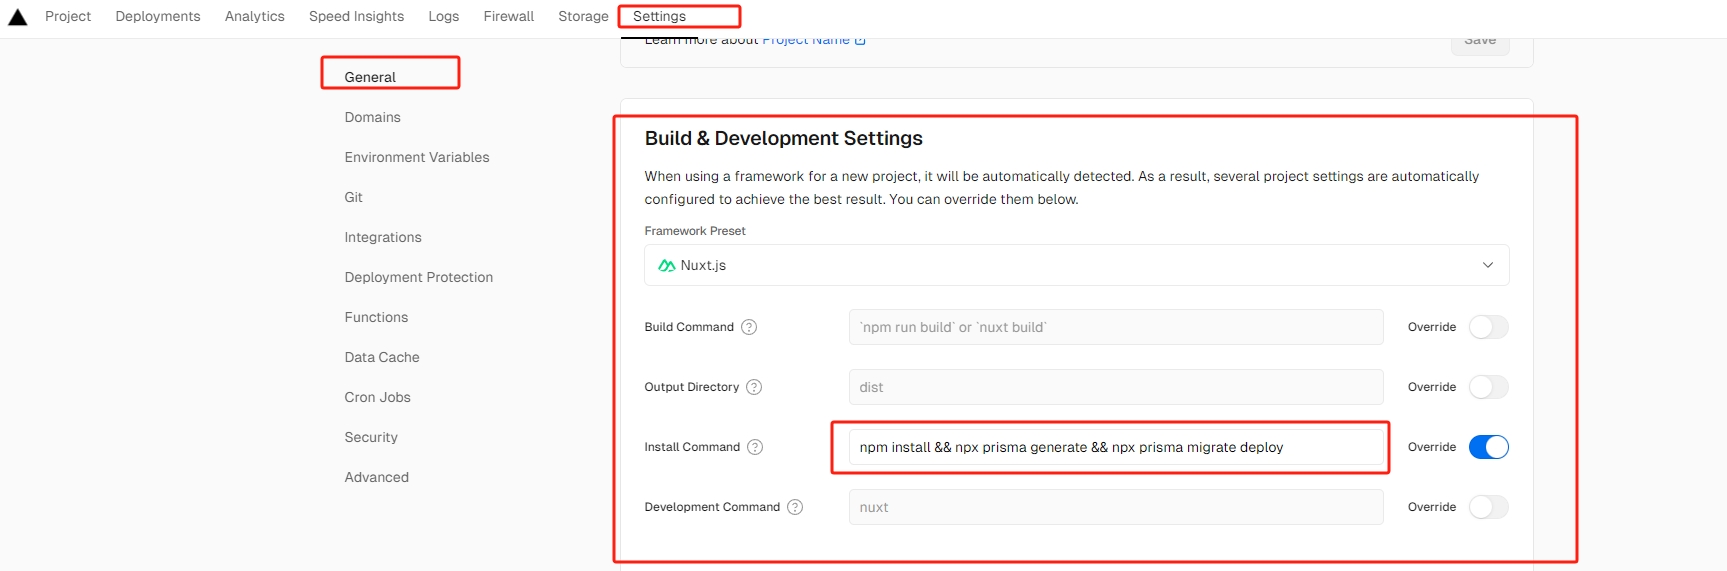 Project Deployments Analytics Speed Insights Logs Firewall Storage Settings
Learn more about Project Name
Save
General
Domains
Environment Variables
Git
Integrations
Deployment Protection
Functions
Data Cache
Cron Jobs
Security
Advanced
Build & Development Settings
When using a framework for a new project, it will be automatically detected. As a result, several project settings are automatically
configured to achieve the best result. You can override them below.
Framework Preset
Nuxt.js
Build Command ? `npm run build` or `nuxt build` Override
Output Directory ? dist Override
Install Command ? npm install && npx prisma generate && npx prisma migrate deploy Override
Development Command ? nuxt Override